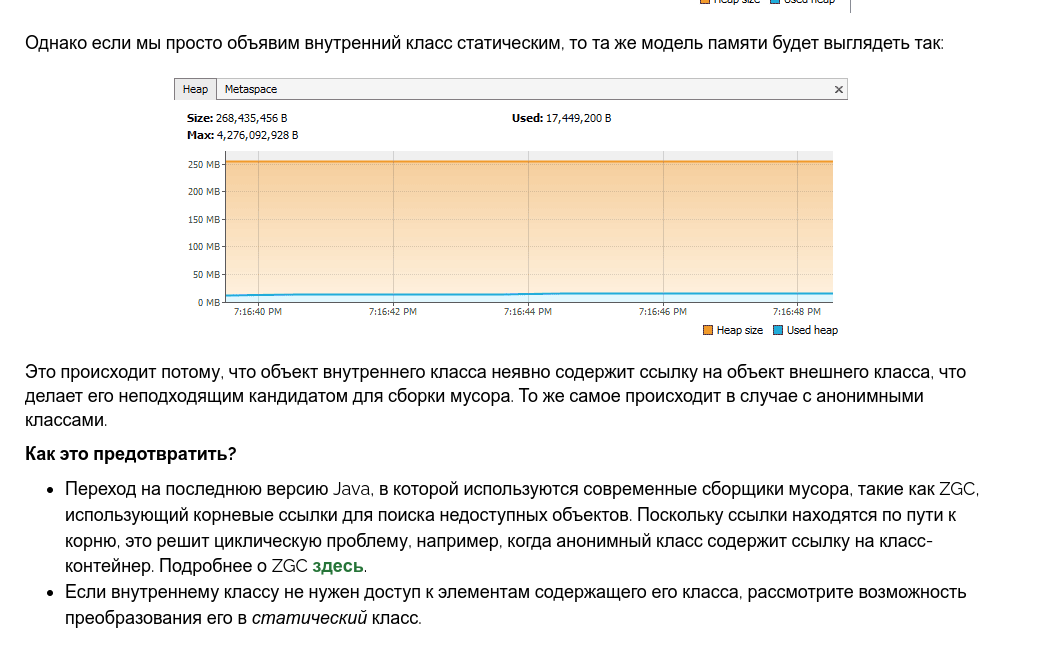 Heap size Used heap
Однако если мы просто объявим внутренний класс статическим, то та же модель памяти будет выглядеть так:
Heap Metaspace ×
Size: 268,435,456 B Used: 17,449,200 B
Max: 4,276,092,928 B
250 MB
200 MB
150 MB
100 MB
50 MB
0 MB
7:16:40 PM 7:16:42 PM 7:16:44 PM 7:16:46 PM 7:16:48 PM
Heap size Used heap
Это происходит потому, что объект внутреннего класса неявно содержит ссылку на объект внешнего класса, что
делает его неподходящим кандидатом для сборки мусора. То же самое происходит в случае с анонимными
классами.
Как это предотвратить?
• Переход на последнюю версию Java, в которой используются современные сборщики мусора, такие как ZGC,
использующий корневые ссылки для поиска недоступных объектов. Поскольку ссылки находятся по пути к
корню, это решит циклическую проблему, например, когда анонимный класс содержит ссылку на класс-
контейнер. Подробнее о ZGC здесь.
• Если внутреннему классу не нужен доступ к элементам содержащего его класса, рассмотрите возможность
преобразования его в статический класс.